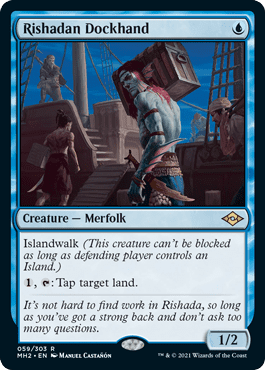 Rishadan Dockhand
Creature — Merfolk
Islandwalk (This creature can't be blocked
as long as defending player controls an
Island.)
1, T: Tap target land.
It's not hard to find work in Rishada, so long
as you've got a strong back and don't ask too
many questions.
1/2
059/303 R
MH2 • EN Manuel Castañón
™ & © 2021 Wizards of the Coast